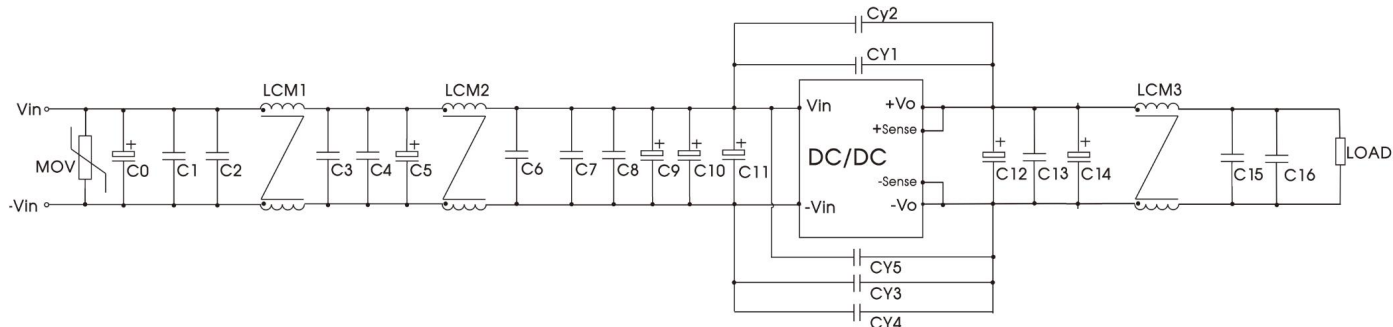 Cy2
CY1
LCM1
LCM2
LCM3
Vin
Vin
+Vo
+Sense
MOV
+
C0
C1
C2
C3
C4
+
C5
C6
C7
C8
+
C9
+
C10
+
C11
DC/DC
+
C12
C13
+
C14
C15
C16
LOAD
-Sense
-Vin
-Vin
-Vo
CY5
CY3
CY4